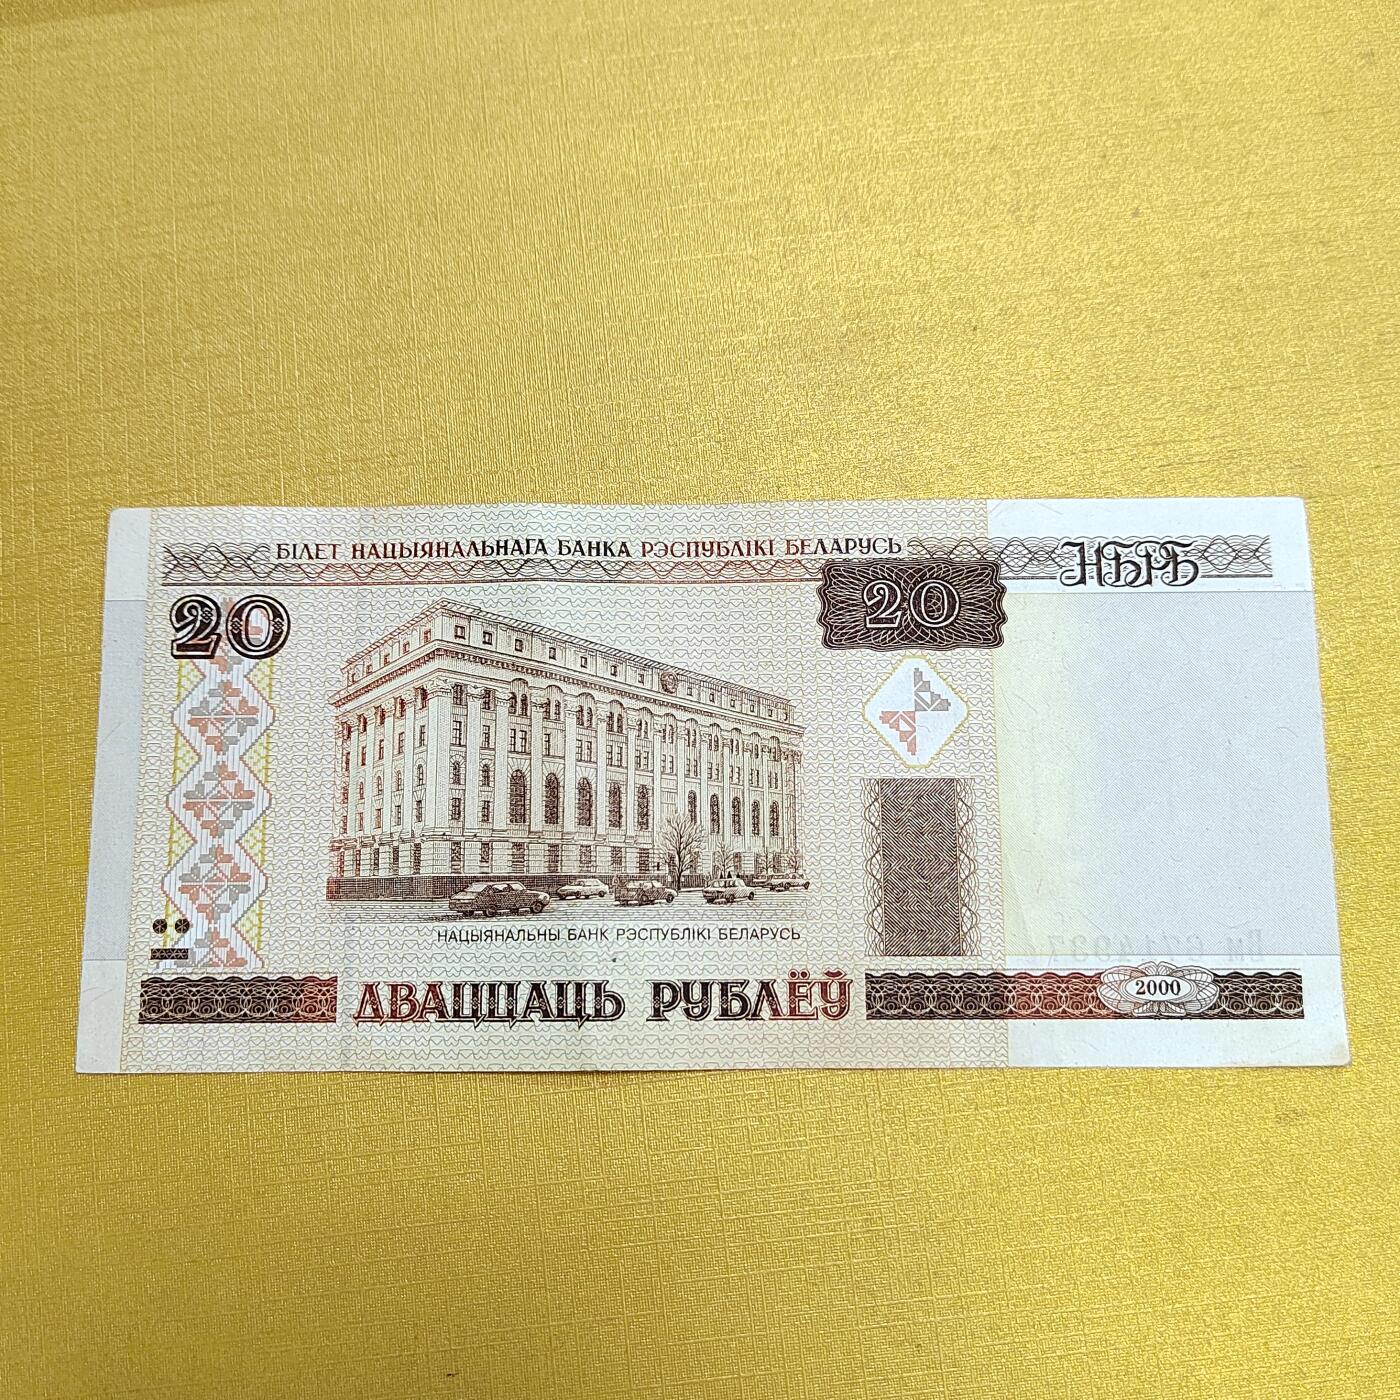 БІЛЕТ НАЦЫЯНАЛЬНАГА БАНКА РЭСПУБЛІКІ БЕЛАРУСЬ
НБРБ
20
20
НАЦЫЯНАЛЬНЫ БАНК РЭСПУБЛІКІ БЕЛАРУСЬ
ДВАЦЦАЦЬ РУБЛЁЎ
2000